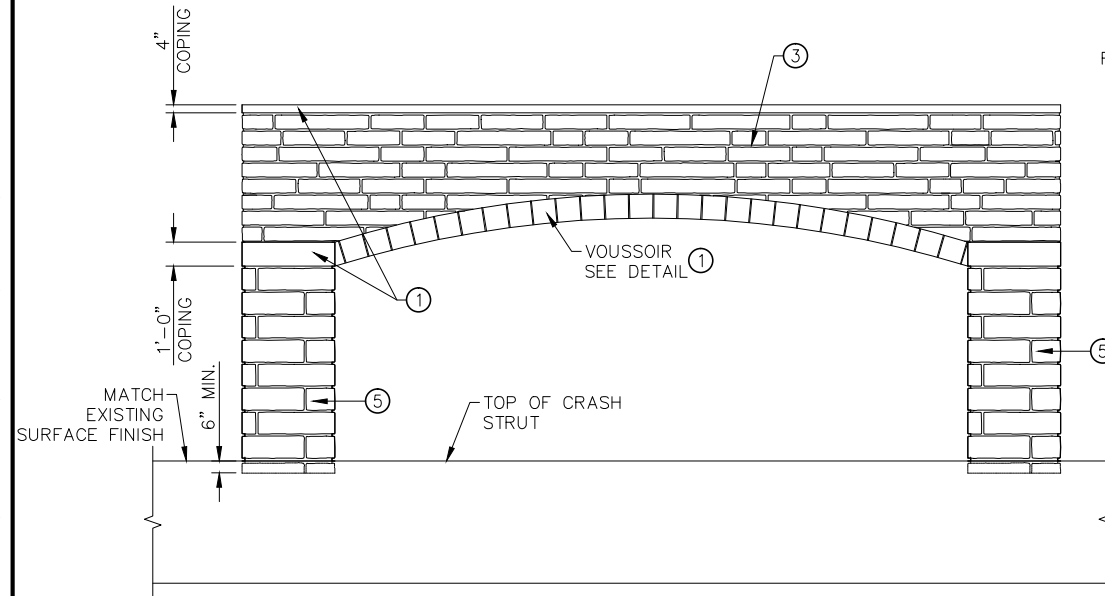 4"
COPING
③
F
VOUSSOIR
SEE DETAIL ①
①
1'-0"
COPING
6" MIN.
MATCH
EXISTING
SURFACE FINISH
⑤
TOP OF CRASH
STRUT
⑤